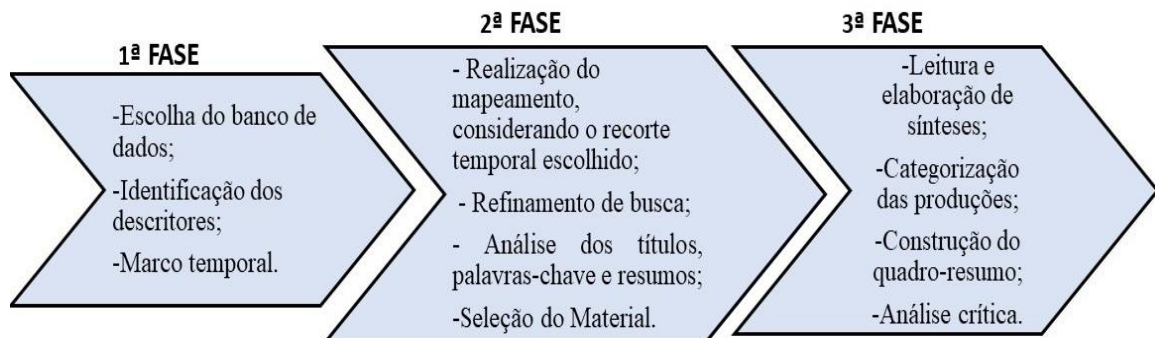 1ª FASE
-Escolha do banco de
dados;
-Identificação dos
descritores;
-Marco temporal.
2ª FASE
- Realização do
mapeamento,
considerando o recorte
temporal escolhido;
- Refinamento de busca;
- Análise dos títulos,
palavras-chave e resumos;
-Seleção do Material.
3ª FASE
-Leitura e
elaboração de
sínteses;
-Categorização
das produções;
-Construção do
quadro-resumo;
-Análise crítica.